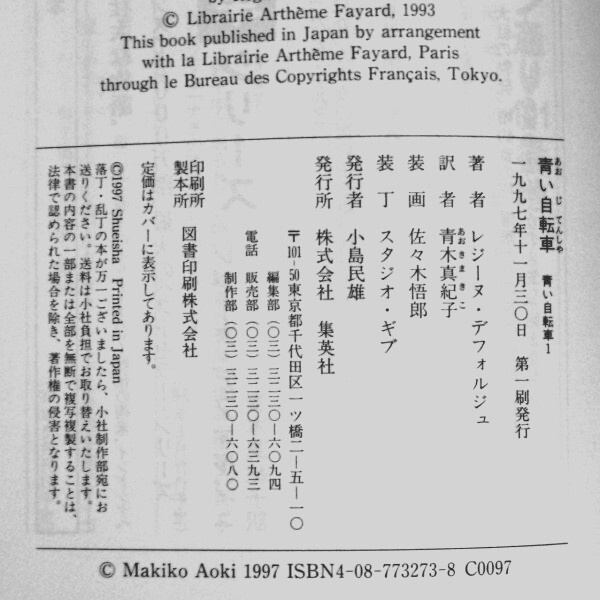 © Librairie Arthème Fayard, 1993
This book published in Japan by arrangement
with la Librairie Arthème Fayard, Paris
through le Bureau des Copyrights Français, Tokyo.
青い自転車 青い自転車1
あお じてんしゃ
一九九七年十一月三〇日 第一刷発行
著者 レジーヌ・デフォルジュ
訳者 青木真紀子
あおきまきこ
装画 佐々木悟郎
装丁 スタジオ・ギブ
発行者 小島民雄
発行所 株式会社 集英社
〒101-50東京都千代田区一ツ橋二—五—一〇
編集部(〇三)三二三〇—六〇九四
電話 販売部(〇三)三二三〇—六三九三
制作部(〇三)三二三〇—六〇八〇
印刷所
製本所 図書印刷株式会社
定価はカバーに表示してあります。
©1997 Shueisha Printed in Japan
落丁・乱丁の本が万一ございましたら、小社制作部宛にお
送りください。送料は小社負担でお取り替えいたします。
本書の内容の一部または全部を無断で複写複製することは、
法律で認められた場合を除き、著作権の侵害となります。
© Makiko Aoki 1997 ISBN4-08-773273-8 C0097